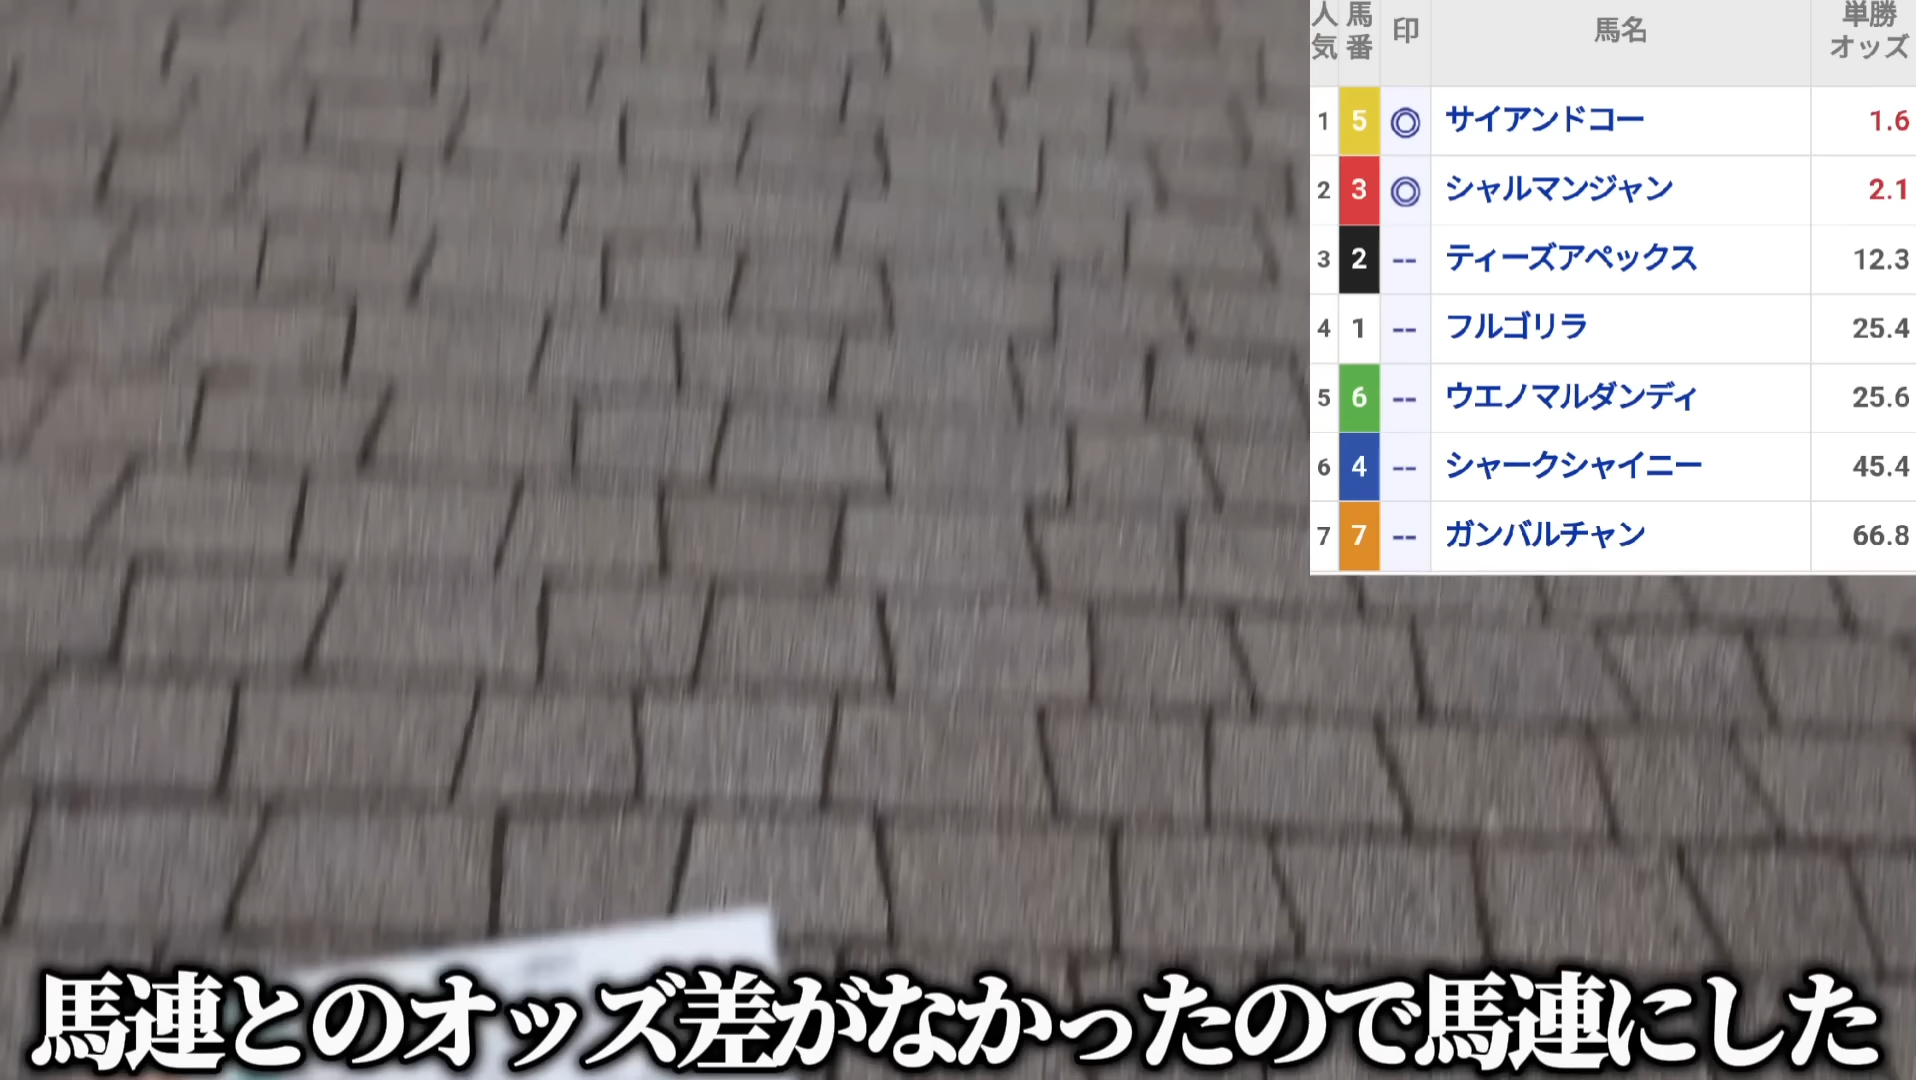 人気 馬番 印 馬名 単勝オッズ
1 5 ◎ サイアンドコー 1.6
2 3 ◎ シャルマンジャン 2.1
3 2 -- ティーズアペックス 12.3
4 1 -- フルゴリラ 25.4
5 6 -- ウエノマルダンディ 25.6
6 4 -- シャークシャイニー 45.4
7 7 -- ガンバルチャン 66.8
馬連とのオッズ差がなかったので馬連にした